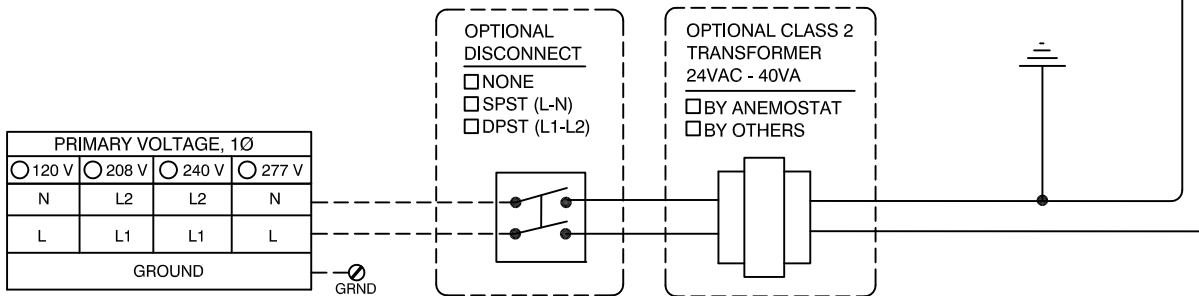 OPTIONAL
DISCONNECT
NONE
SPST (L-N)
DPST (L1-L2)
OPTIONAL CLASS 2
TRANSFORMER
24VAC - 40VA
BY ANEMOSTAT
BY OTHERS
PRIMARY VOLTAGE, 1Ø
120 V 208 V 240 V 277 V
N L2 L2 N
L L1 L1 L
GROUND
GRND